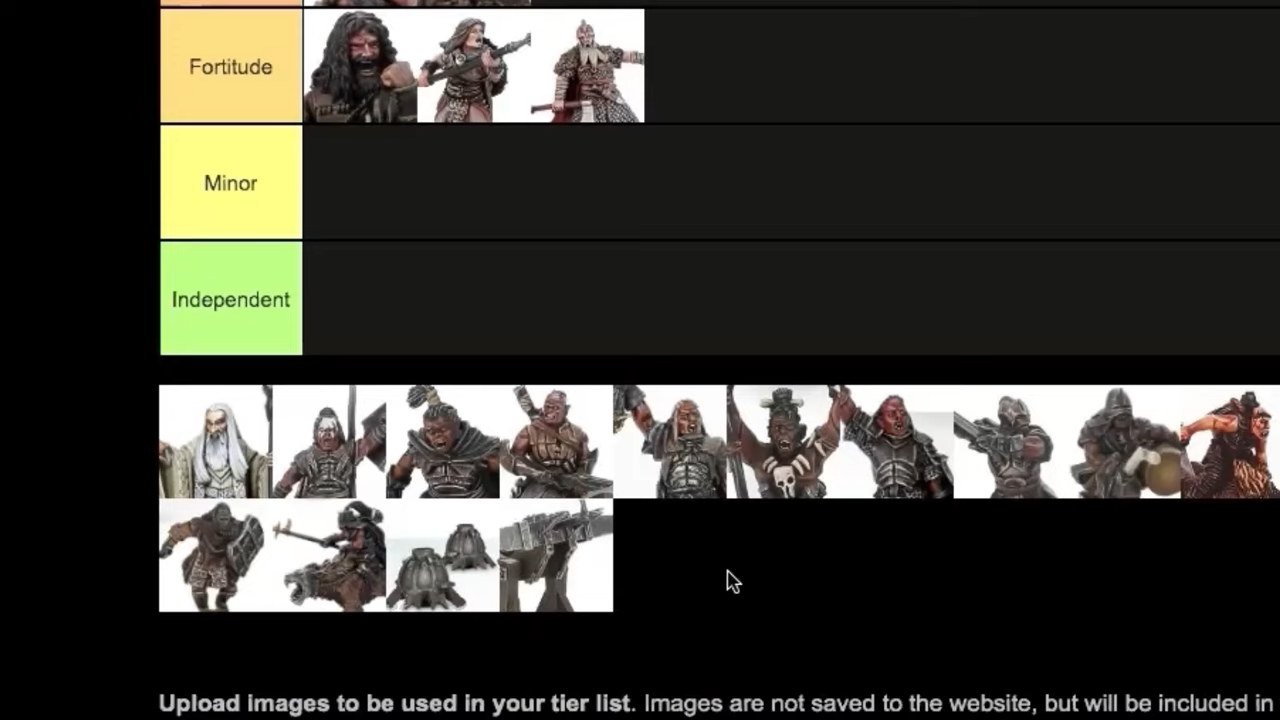 Fortitude
Minor
Independent
Upload images to be used in your tier list. Images are not saved to the website, but will be included in